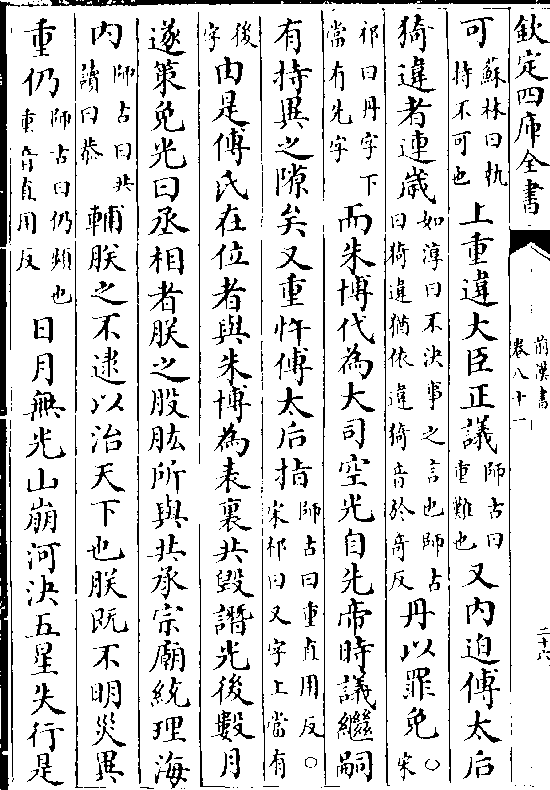 欽定四庫全書
前漢書
卷八十一
二十六
可蘇林曰執持不可也上重違大臣正議師古曰重難也又内迫傅太后
猗違者連歳如淳曰不決事之言也師古曰猗違猶依違猗音於奇反丹以罪免○宋
祁曰丹字下當有先字而朱博代為大司空光自先帝時議繼嗣
有持異之隙矣又重忤傅太后指師古曰重直用反○宋祁曰又字上當有
後字由是傅氏在位者與朱博為表裏共毀譖光後數月
遂策免光曰丞相者朕之股肱所與共承宗廟統理海
内師古曰共讀曰恭輔朕之不逮以治天下也朕既不明災異
重仍師古曰仍頻也重音直用反日月無光山崩河決五星失行是